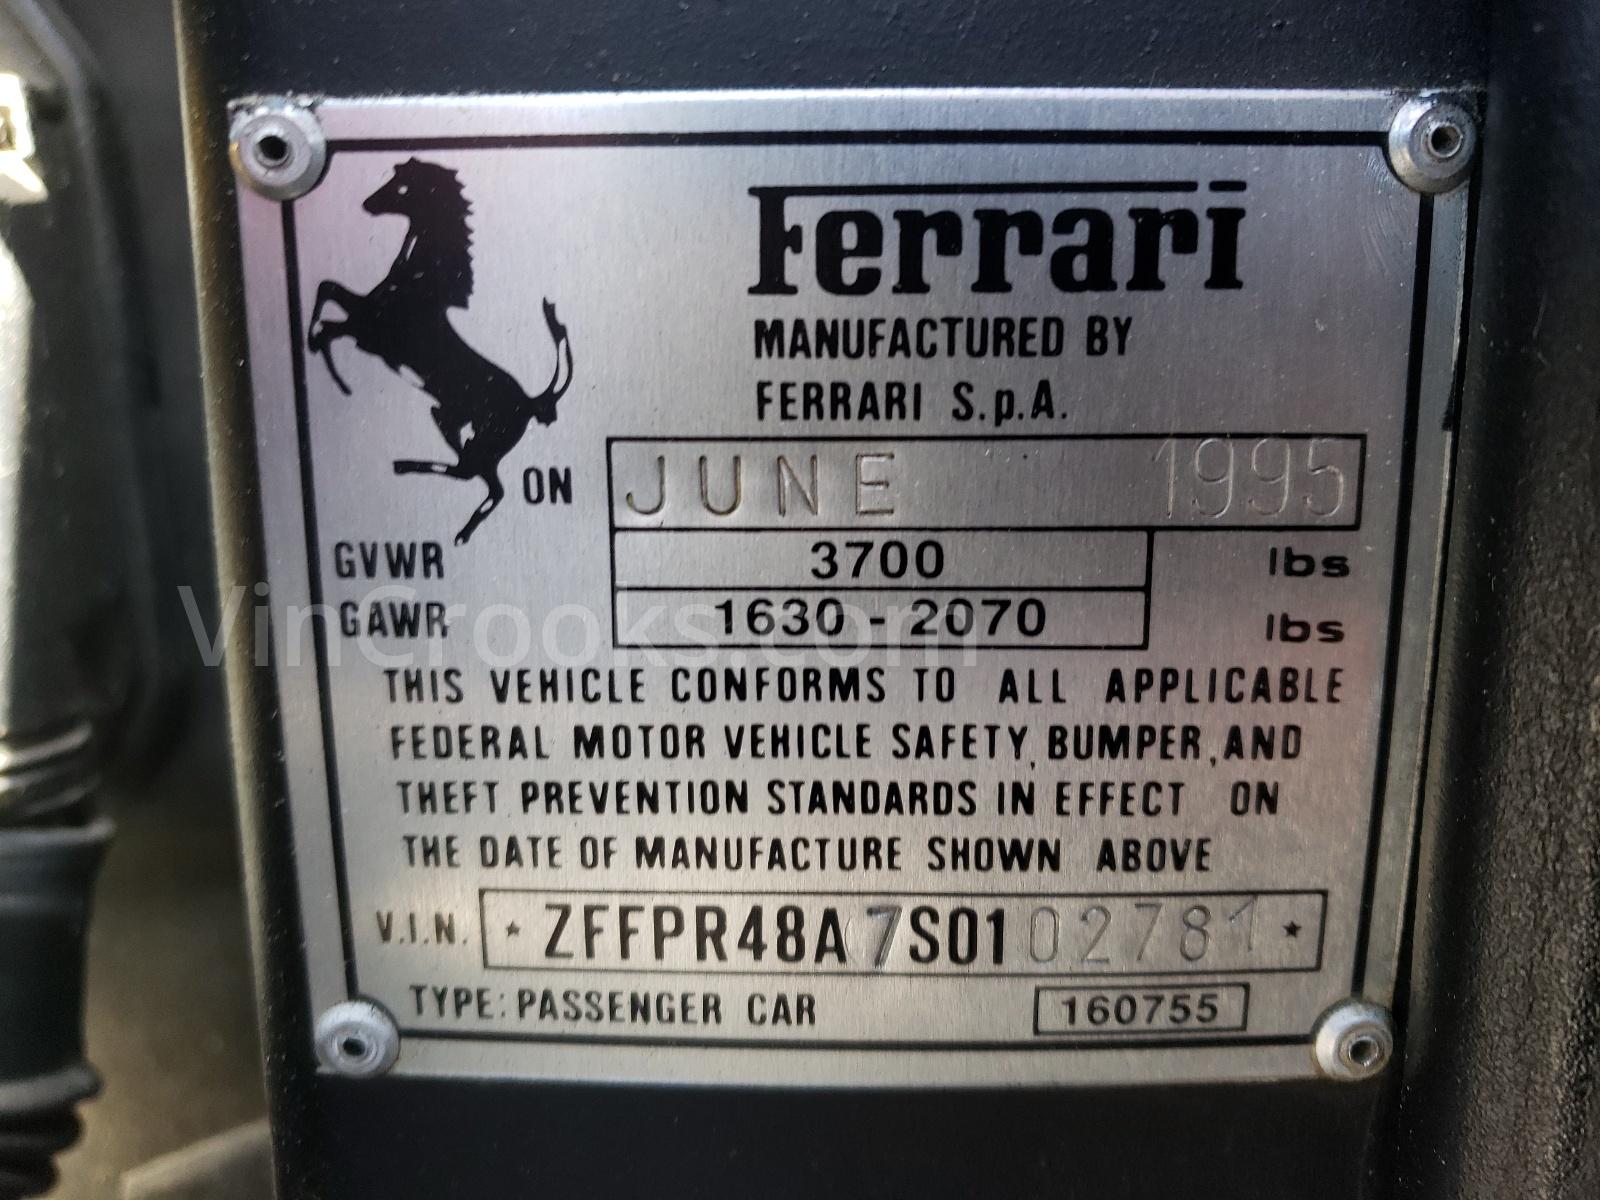 Ferrari
MANUFACTURED BY
FERRARI S.p.A.
ON JUNE 1995
GVWR 3700 lbs
GAWR 1630-2070 lbs
VinCrooks.com
THIS VEHICLE CONFORMS TO ALL APPLICABLE
FEDERAL MOTOR VEHICLE SAFETY, BUMPER, AND
THEFT PREVENTION STANDARDS IN EFFECT ON
THE DATE OF MANUFACTURE SHOWN ABOVE
V.I.N. * ZFFPR48A7S0102781 *
TYPE: PASSENGER CAR 160755